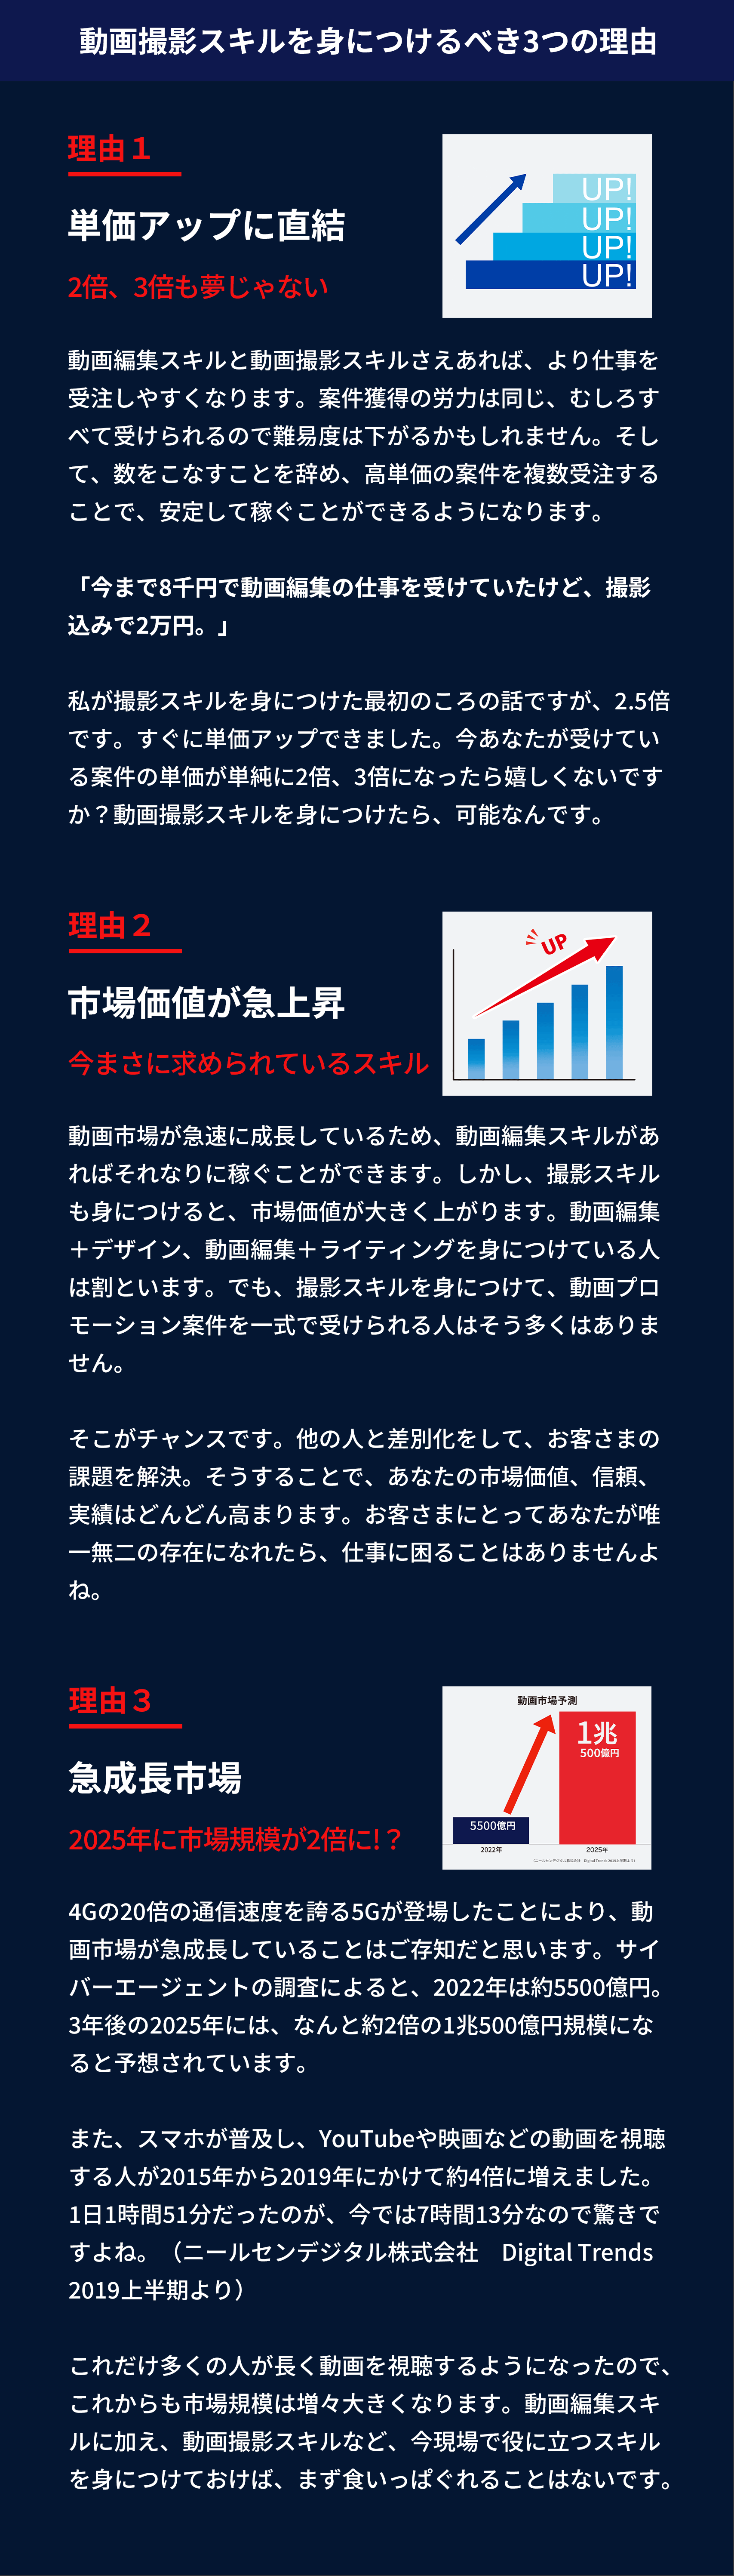 動画撮影スキルを身につけるべき3つの理由
理由１
単価アップに直結
2倍、3倍も夢じゃない
UP!
UP!
UP!
UP!
動画編集スキルと動画撮影スキルさえあれば、より仕事を
受注しやすくなります。案件獲得の労力は同じ、むしろす
べて受けられるので難易度は下がるかもしれません。そし
て、数をこなすことを辞め、高単価の案件を複数受注する
ことで、安定して稼ぐことができるようになります。
「今まで8千円で動画編集の仕事を受けていたけど、撮影
込みで2万円。」
私が撮影スキルを身につけた最初のころの話ですが、2.5倍
です。すぐに単価アップできました。今あなたが受けてい
る案件の単価が単純に2倍、3倍になったら嬉しくないです
か？動画撮影スキルを身につけたら、可能なんです。
理由２
市場価値が急上昇
今まさに求められているスキル
UP
動画市場が急速に成長しているため、動画編集スキルがあ
ればそれなりに稼ぐことができます。しかし、撮影スキル
も身につけると、市場価値が大きく上がります。動画編集
＋デザイン、動画編集＋ライティングを身につけている人
は割といます。でも、撮影スキルを身につけて、動画プロ
モーション案件を一式で受けられる人はそう多くはありま
せん。
そこがチャンスです。他の人と差別化をして、お客さまの
課題を解決。そうすることで、あなたの市場価値、信頼、
実績はどんどん高まります。お客さまにとってあなたが唯
一無二の存在になれたら、仕事に困ることはありませんよ
ね。
理由３
急成長市場
2025年に市場規模が2倍に!？
動画市場予測
1兆
500億円
5500億円
2022年 2025年
（ニールセンデジタル株式会社　Digital Trends 2019上半期より）
4Gの20倍の通信速度を誇る5Gが登場したことにより、動
画市場が急成長していることはご存知だと思います。サイ
バーエージェントの調査によると、2022年は約5500億円。
3年後の2025年には、なんと約2倍の1兆500億円規模にな
ると予想されています。
また、スマホが普及し、YouTubeや映画などの動画を視聴
する人が2015年から2019年にかけて約4倍に増えました。
1日1時間51分だったのが、今では7時間13分なので驚きで
すよね。（ニールセンデジタル株式会社　Digital Trends
2019上半期より）
これだけ多くの人が長く動画を視聴するようになったので、
これからも市場規模は増々大きくなります。動画編集スキ
ルに加え、動画撮影スキルなど、今現場で役に立つスキル
を身につけておけば、まず食いっぱぐれることはないです。